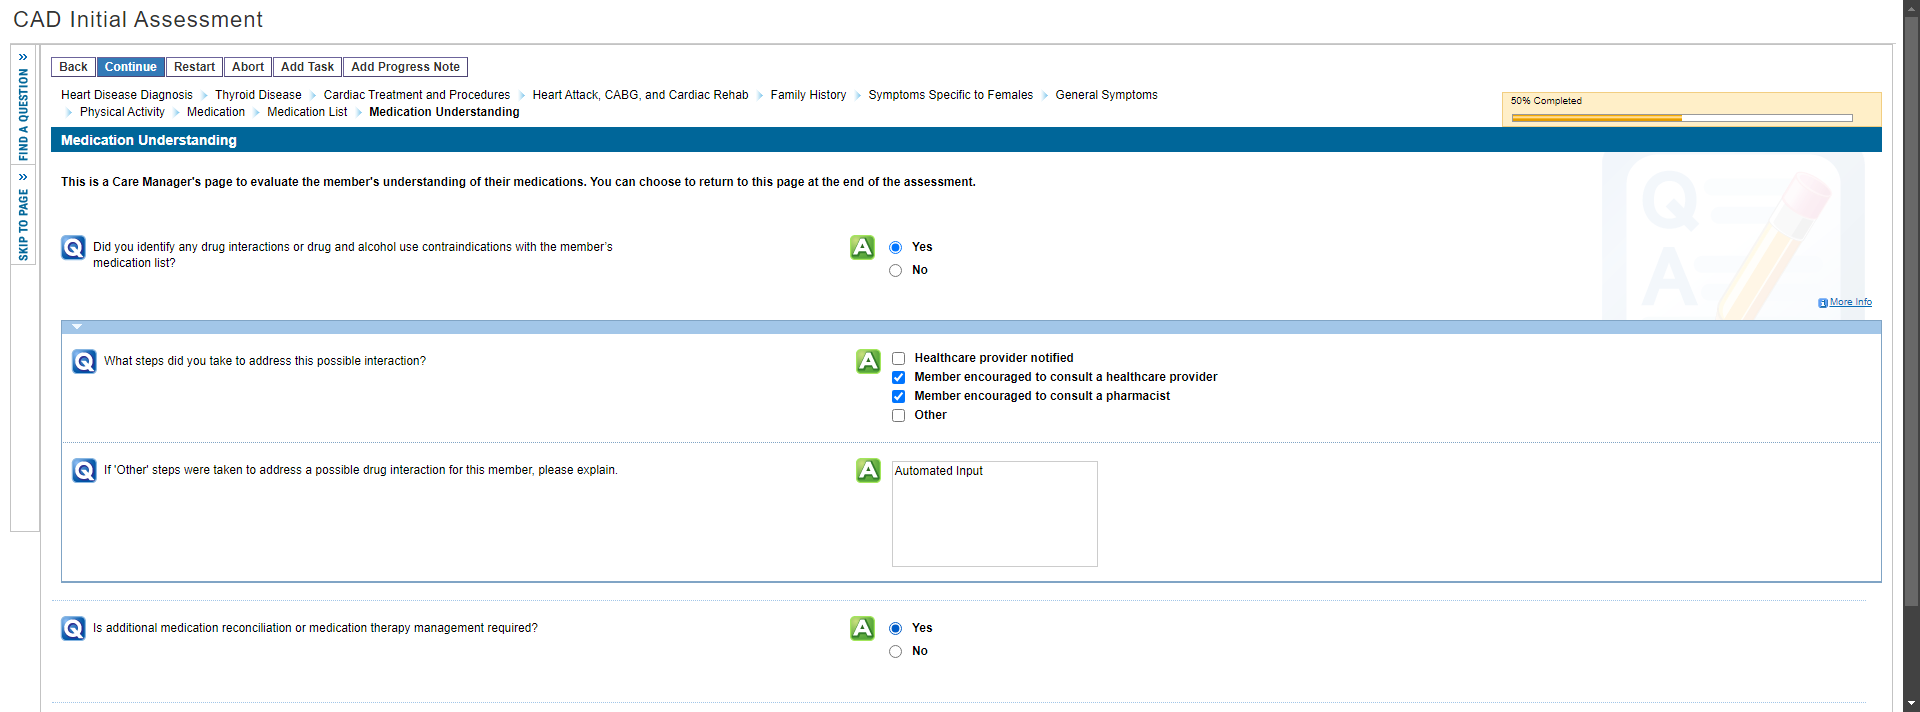 CAD Initial Assessment
FIND A QUESTION
SKIP TO PAGE
Back Continue Restart Abort Add Task Add Progress Note
Heart Disease Diagnosis Thyroid Disease Cardiac Treatment and Procedures Heart Attack, CABG, and Cardiac Rehab Family History Symptoms Specific to Females General Symptoms
Physical Activity Medication Medication List Medication Understanding
50% Completed
Medication Understanding
This is a Care Manager's page to evaluate the member's understanding of their medications. You can choose to return to this page at the end of the assessment.
Q Did you identify any drug interactions or drug and alcohol use contraindications with the member's
medication list?
A Yes
No
Q
A
More Info
Q What steps did you take to address this possible interaction?
A Healthcare provider notified
Member encouraged to consult a healthcare provider
Member encouraged to consult a pharmacist
Other
Q If 'Other' steps were taken to address a possible drug interaction for this member, please explain.
A Automated Input
Q Is additional medication reconciliation or medication therapy management required?
A Yes
No